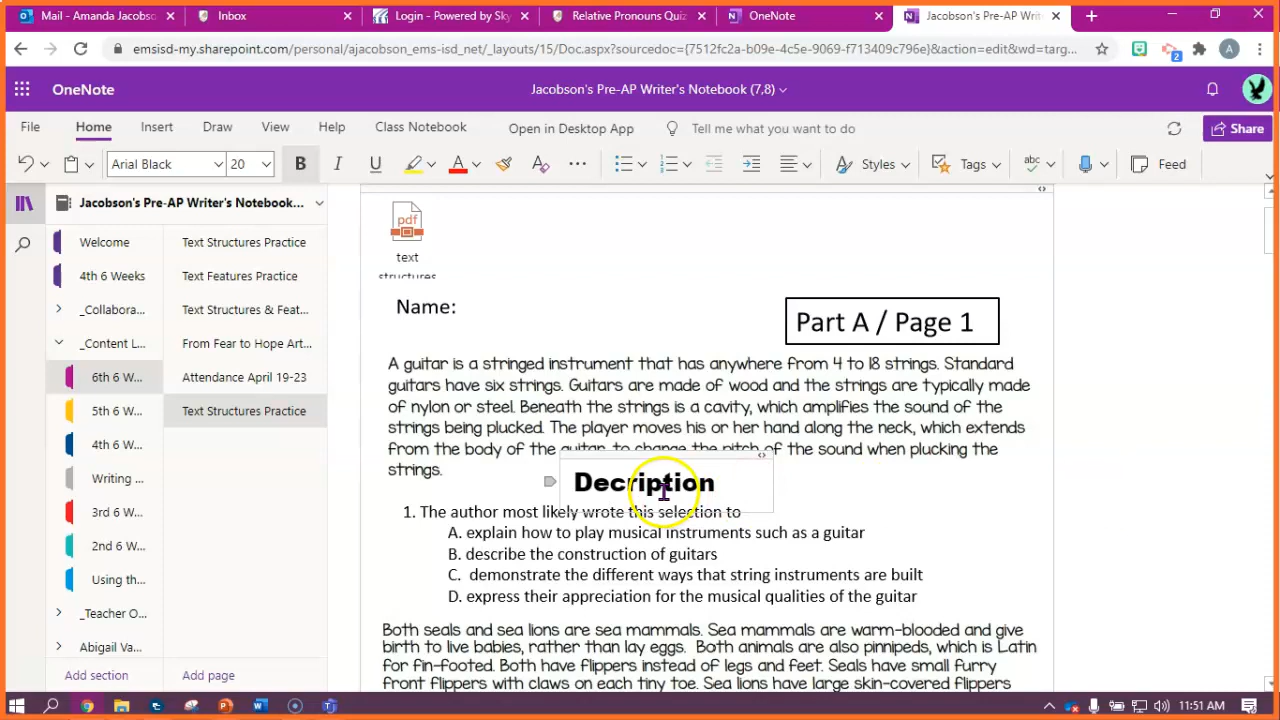 Mail - Amanda Jacobso
Inbox
Login - Powered by Sky
Relative Pronouns Quiz
OneNote
Jacobson's Pre-AP Wri
emsisd-my.sharepoint.com/personal/ajacobson_ems-isd_net/_layouts/15/Doc.aspx?sourcedoc={7512fc2a-b09e-4c5e-9069-f713409c796e}&action=edit&wd=targ...
2
A
OneNote
Jacobson's Pre-AP Writer's Notebook (7,8)
File
Home
Insert
Draw
View
Help
Class Notebook
Open in Desktop App
Tell me what you want to do
Share
Arial Black
20
B
I
U
Styles
Tags
abc
Feed
Jacobson's Pre-AP Writer's Notebook...
Welcome
4th 6 Weeks
_Collabora...
_Content L...
6th 6 W...
5th 6 W...
4th 6 W...
Writing ...
3rd 6 W...
2nd 6 W...
Using th...
_Teacher O...
Abigail Va...
Add section
Text Structures Practice
Text Features Practice
Text Structures & Feat...
From Fear to Hope Art...
Attendance April 19-23
Text Structures Practice
Add page
pdf
text
structures
Name:
Part A / Page 1
A guitar is a stringed instrument that has anywhere from 4 to 18 strings. Standard
guitars have six strings. Guitars are made of wood and the strings are typically made
of nylon or steel. Beneath the strings is a cavity, which amplifies the sound of the
strings being plucked. The player moves his or her hand along the neck, which extends
from the body of the guitar, to change the pitch of the sound when plucking the
strings.
Decription
1. The author most likely wrote this selection to
A. explain how to play musical instruments such as a guitar
B. describe the construction of guitars
C. demonstrate the different ways that string instruments are built
D. express their appreciation for the musical qualities of the guitar
Both seals and sea lions are sea mammals. Sea mammals are warm-blooded and give
birth to live babies, rather than lay eggs. Both animals are also pinnipeds, which is Latin
for fin-footed. Both have flippers instead of legs and feet. Seals have small furry
front flippers with claws on each tiny toe. Sea lions have large skin-covered flippers
11:51 AM